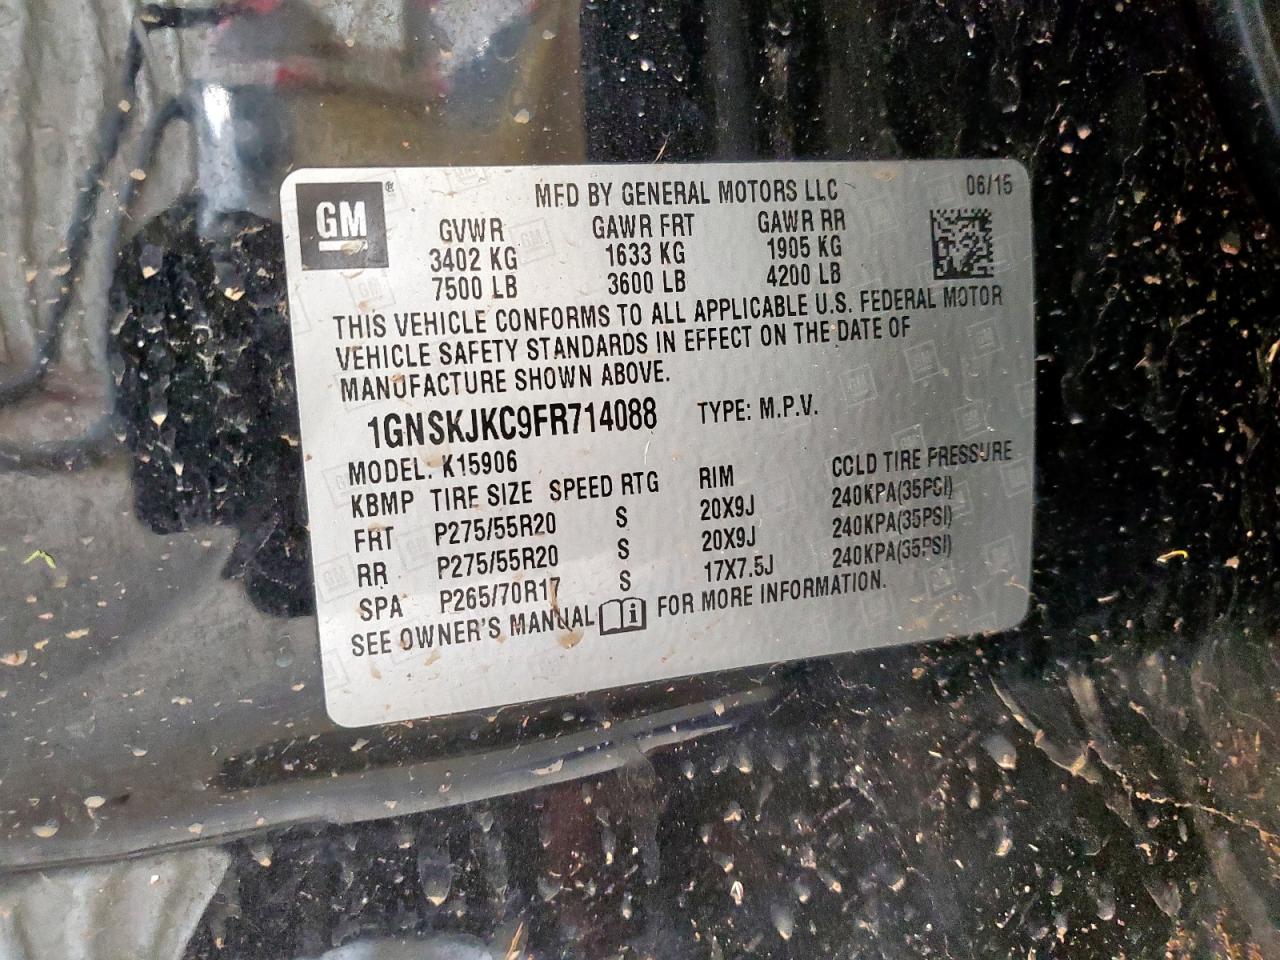 GM ®
MFD BY GENERAL MOTORS LLC 06/15
GVWR GAWR FRT GAWR RR
3402 KG 1633 KG 1905 KG
7500 LB 3600 LB 4200 LB
THIS VEHICLE CONFORMS TO ALL APPLICABLE U.S. FEDERAL MOTOR
VEHICLE SAFETY STANDARDS IN EFFECT ON THE DATE OF
MANUFACTURE SHOWN ABOVE.
1GNSKJKC9FR714088 TYPE: M.P.V.
MODEL: K15906
KBMP TIRE SIZE SPEED RTG RIM COLD TIRE PRESSURE
FRT P275/55R20 S 20X9J 240KPA(35PSI)
RR P275/55R20 S 20X9J 240KPA(35PSI)
SPA P265/70R17 S 17X7.5J 240KPA(35PSI)
SEE OWNER'S MANUAL i FOR MORE INFORMATION.